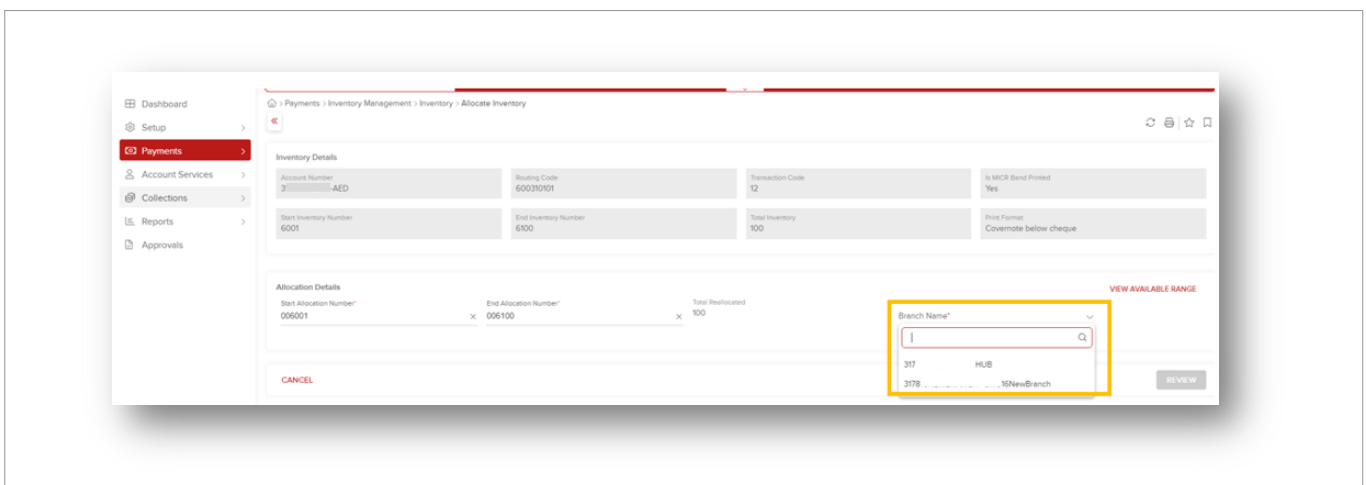 Dashboard
Setup
Payments
Account Services
Collections
Reports
Approvals
> Payments > Inventory Management > Inventory > Allocate Inventory
Inventory Details
Account Number
3 -AED
Routing Code
600310101
Transaction Code
12
Is MICR Band Printed
Yes
Start Inventory Number
6001
End Inventory Number
6100
Total Inventory
100
Print Format
Covernote below cheque
Allocation Details
VIEW AVAILABLE RANGE
Start Allocation Number*
006001
End Allocation Number*
006100
Total Reallocated
100
Branch Name*
317 HUB
3178 16NewBranch
CANCEL
REVIEW